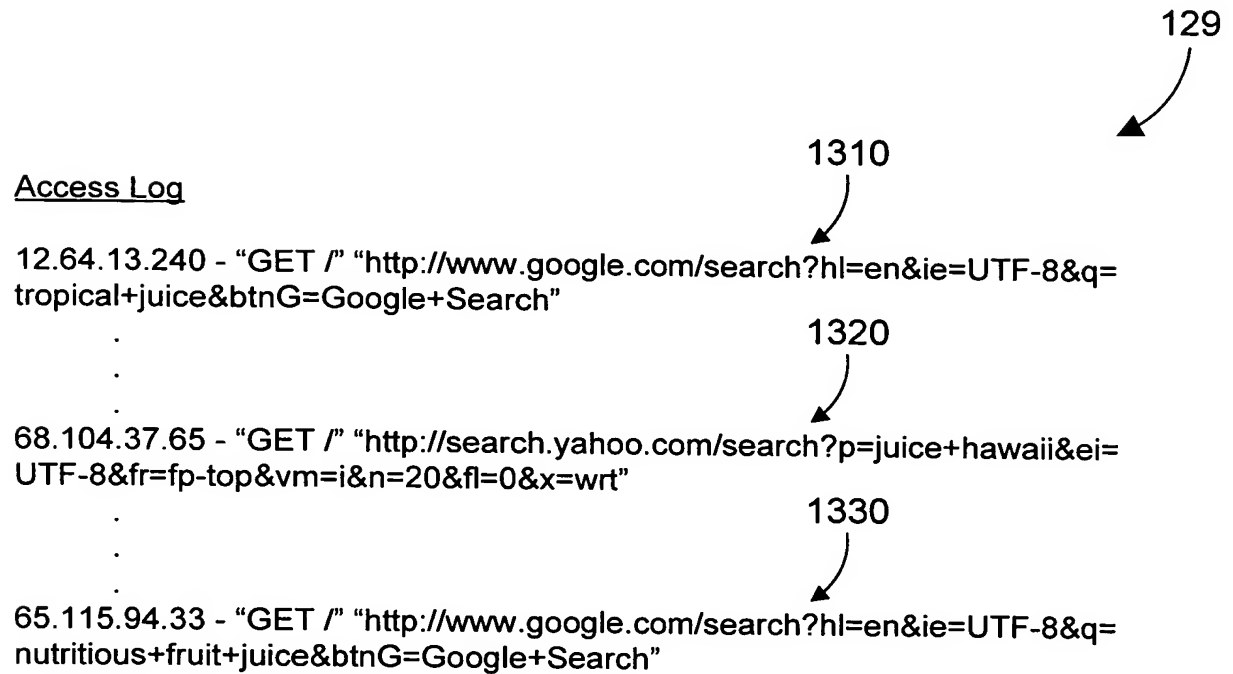 129
1310
Access Log
12.64.13.240 - “GET /” “http://www.google.com/search?hl=en&ie=UTF-8&q=
tropical+juice&btnG=Google+Search”
.
.
.
1320
68.104.37.65 - “GET /” “http://search.yahoo.com/search?p=juice+hawaii&ei=
UTF-8&fr=fp-top&vm=i&n=20&fl=0&x=wrt”
.
.
.
1330
65.115.94.33 - “GET /” “http://www.google.com/search?hl=en&ie=UTF-8&q=
nutritious+fruit+juice&btnG=Google+Search”